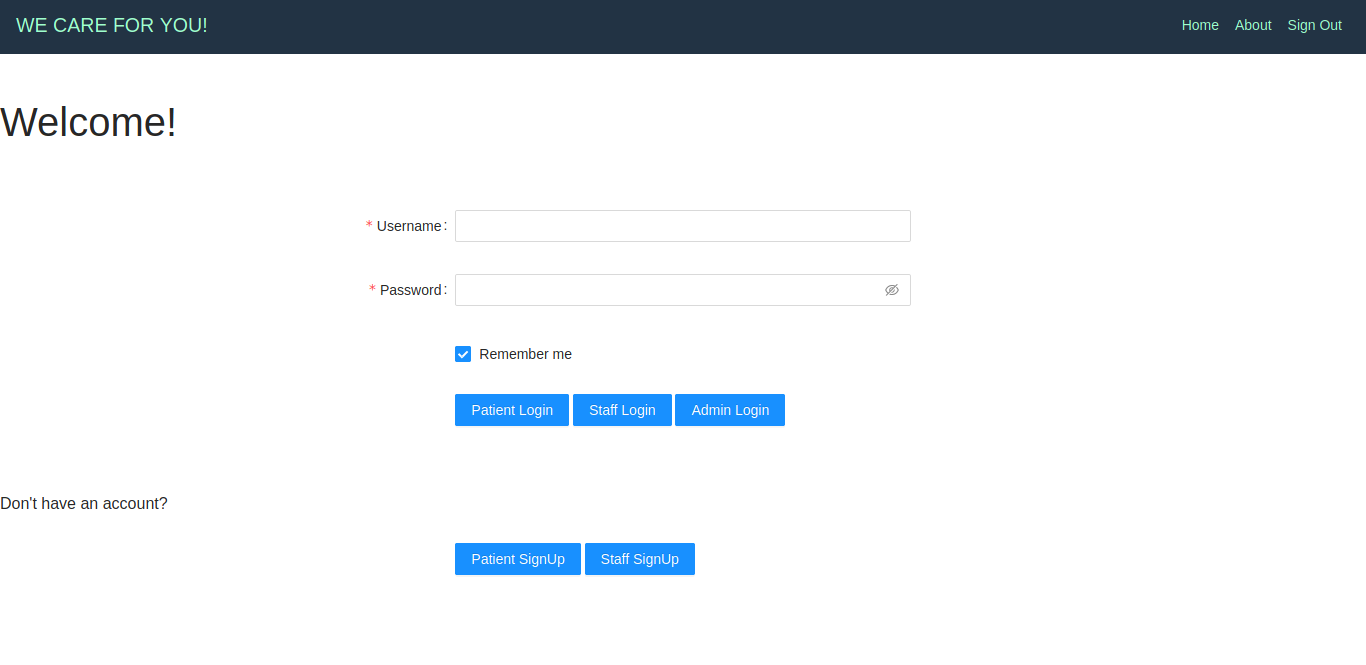 WE CARE FOR YOU!
Home About Sign Out
Welcome!
* Username:
* Password:
Remember me
Patient Login Staff Login Admin Login
Don't have an account?
Patient SignUp Staff SignUp